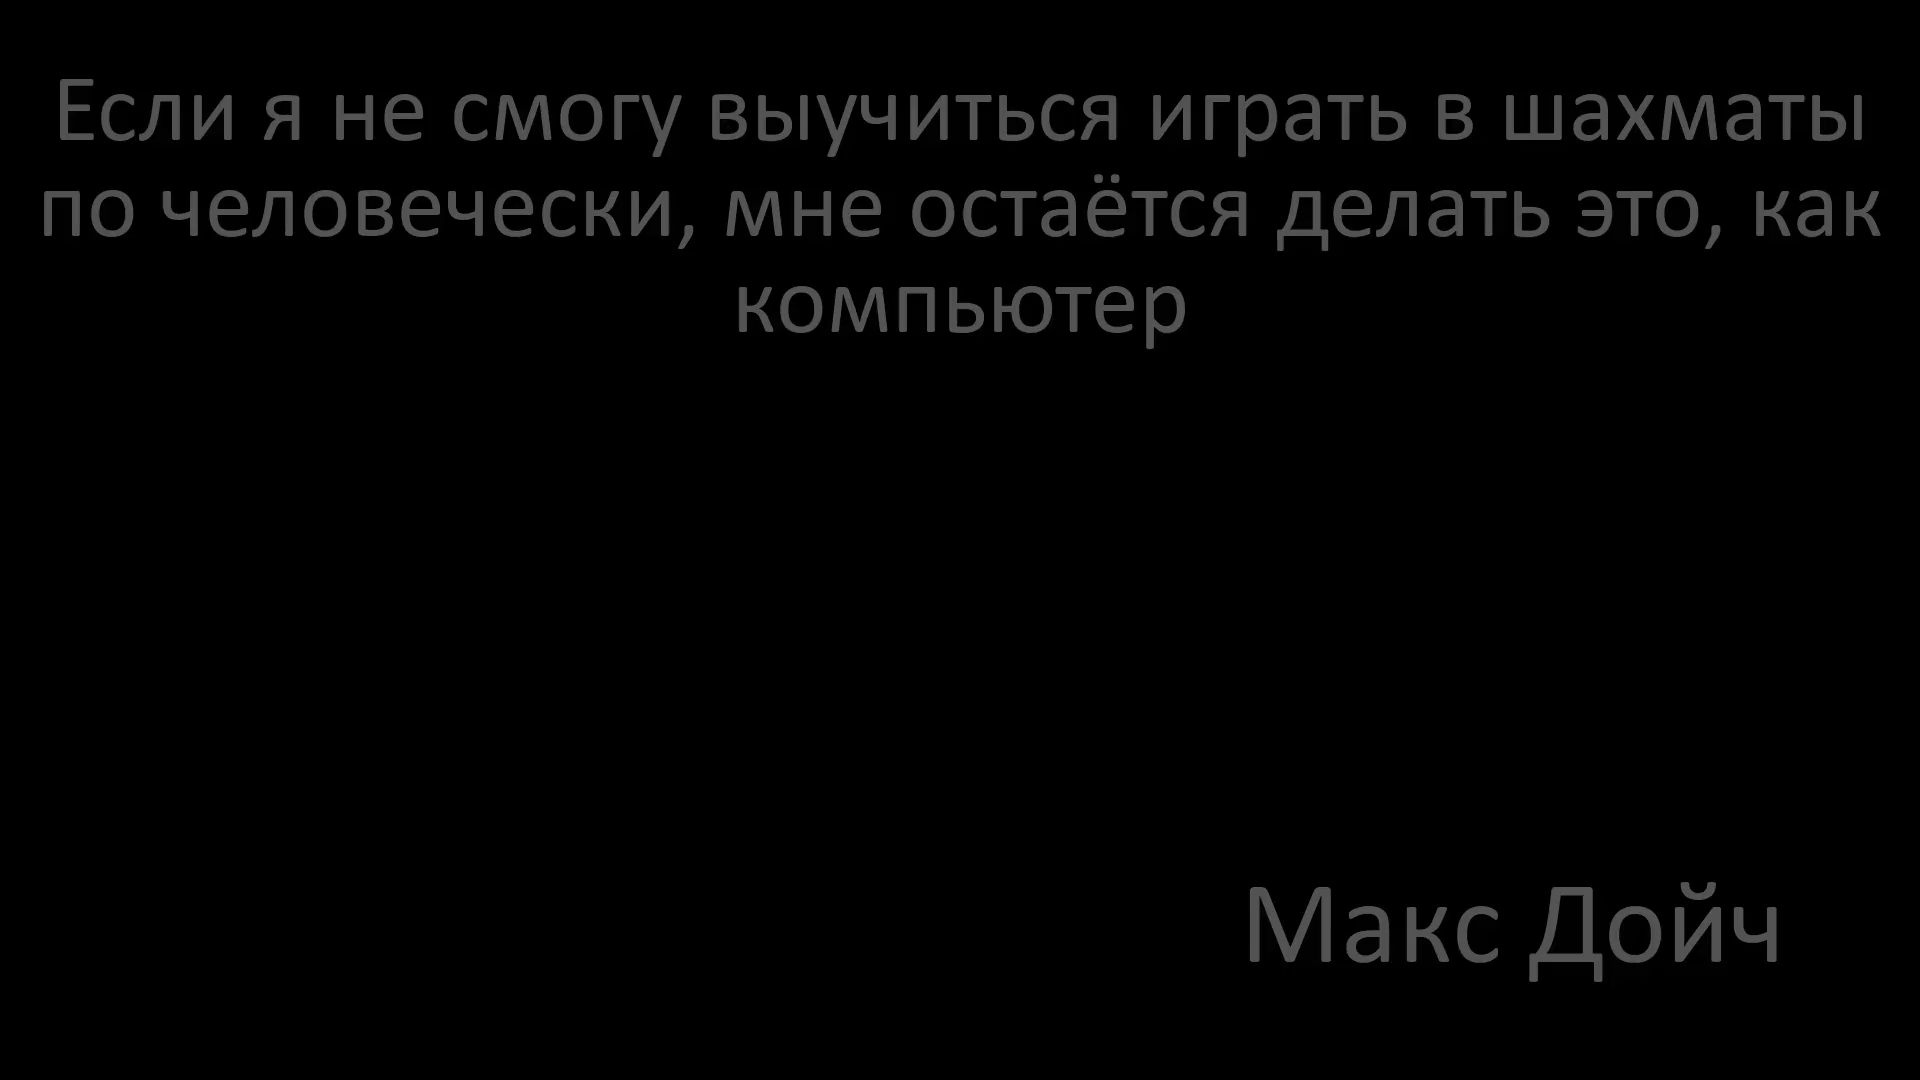 Если я не смогу выучиться играть в шахматы
по человечески, мне остаётся делать это, как
компьютер
Макс Дойч